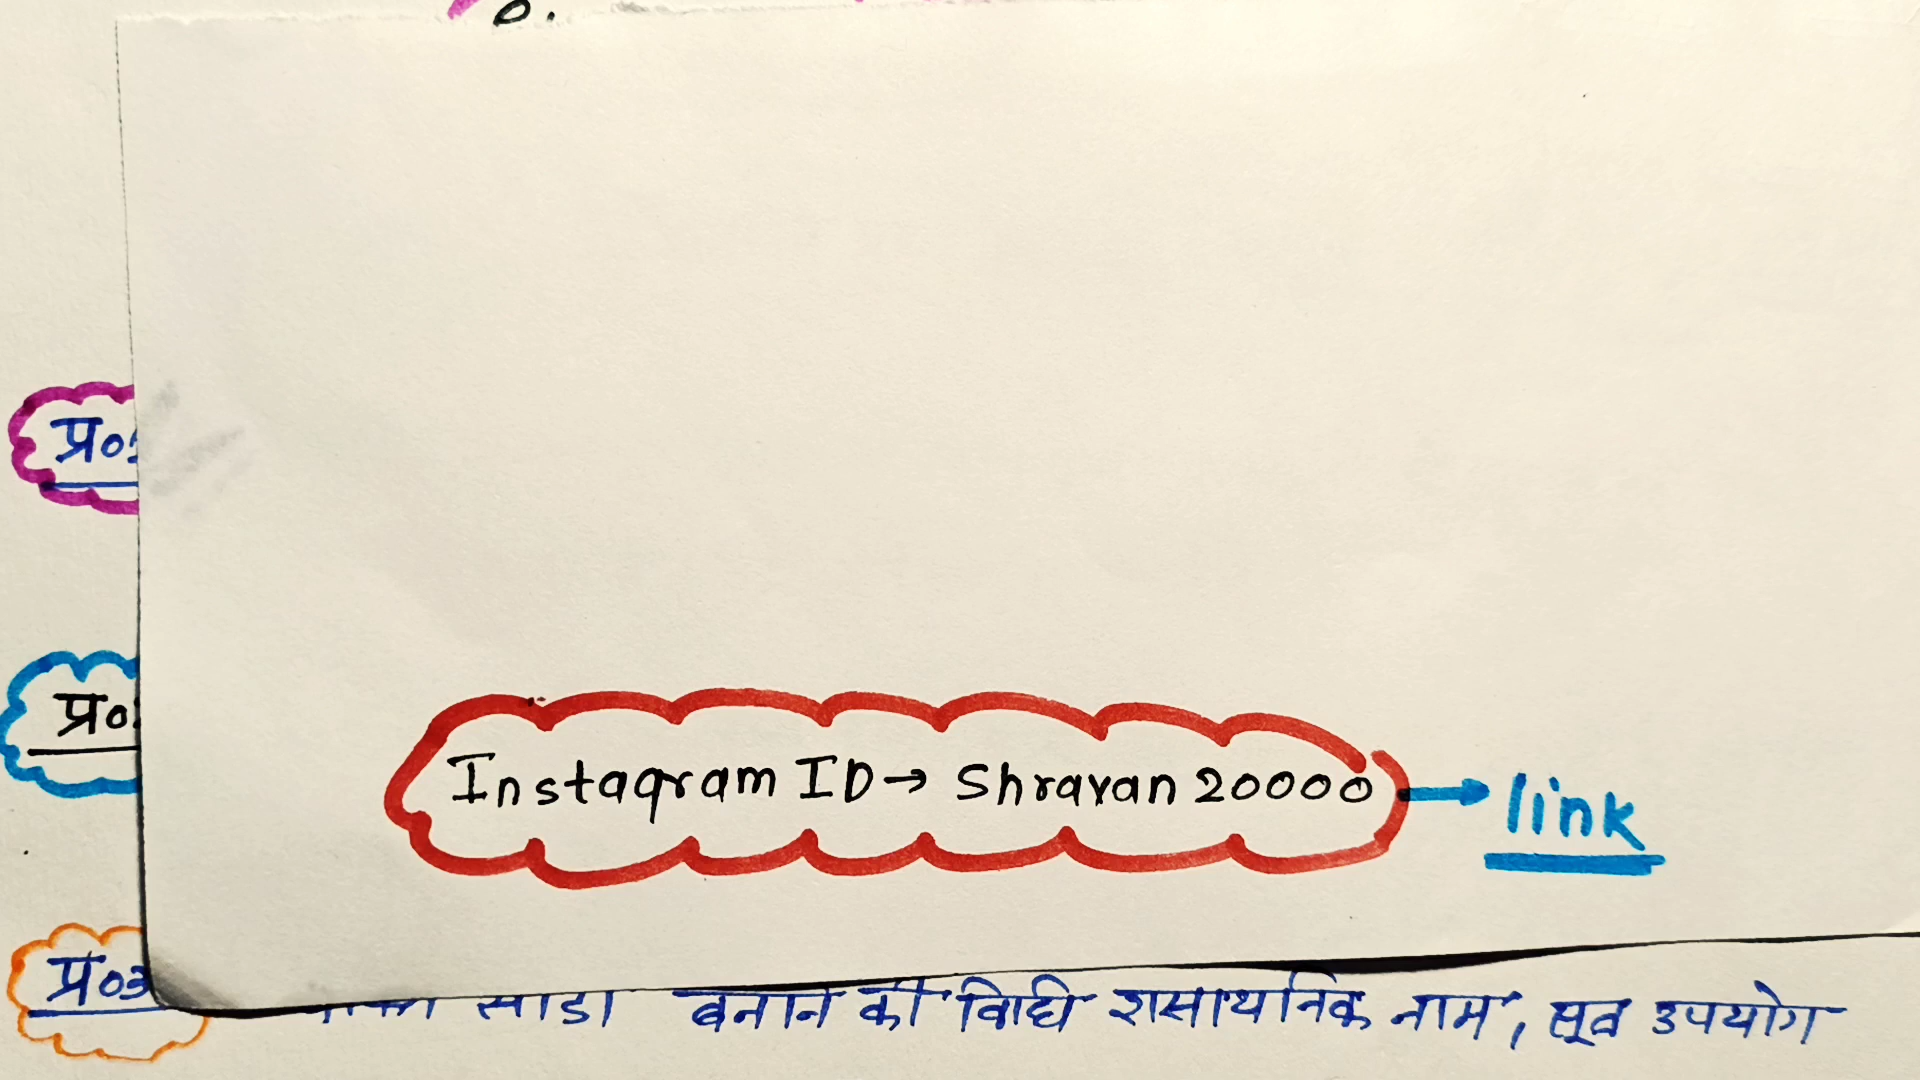 प्र०
प्र०
Instagram ID→ Shravan 20000 → link
प्र०3 सोडा बनाने की विधि रासायनिक नाम, सूत्र उपयोग